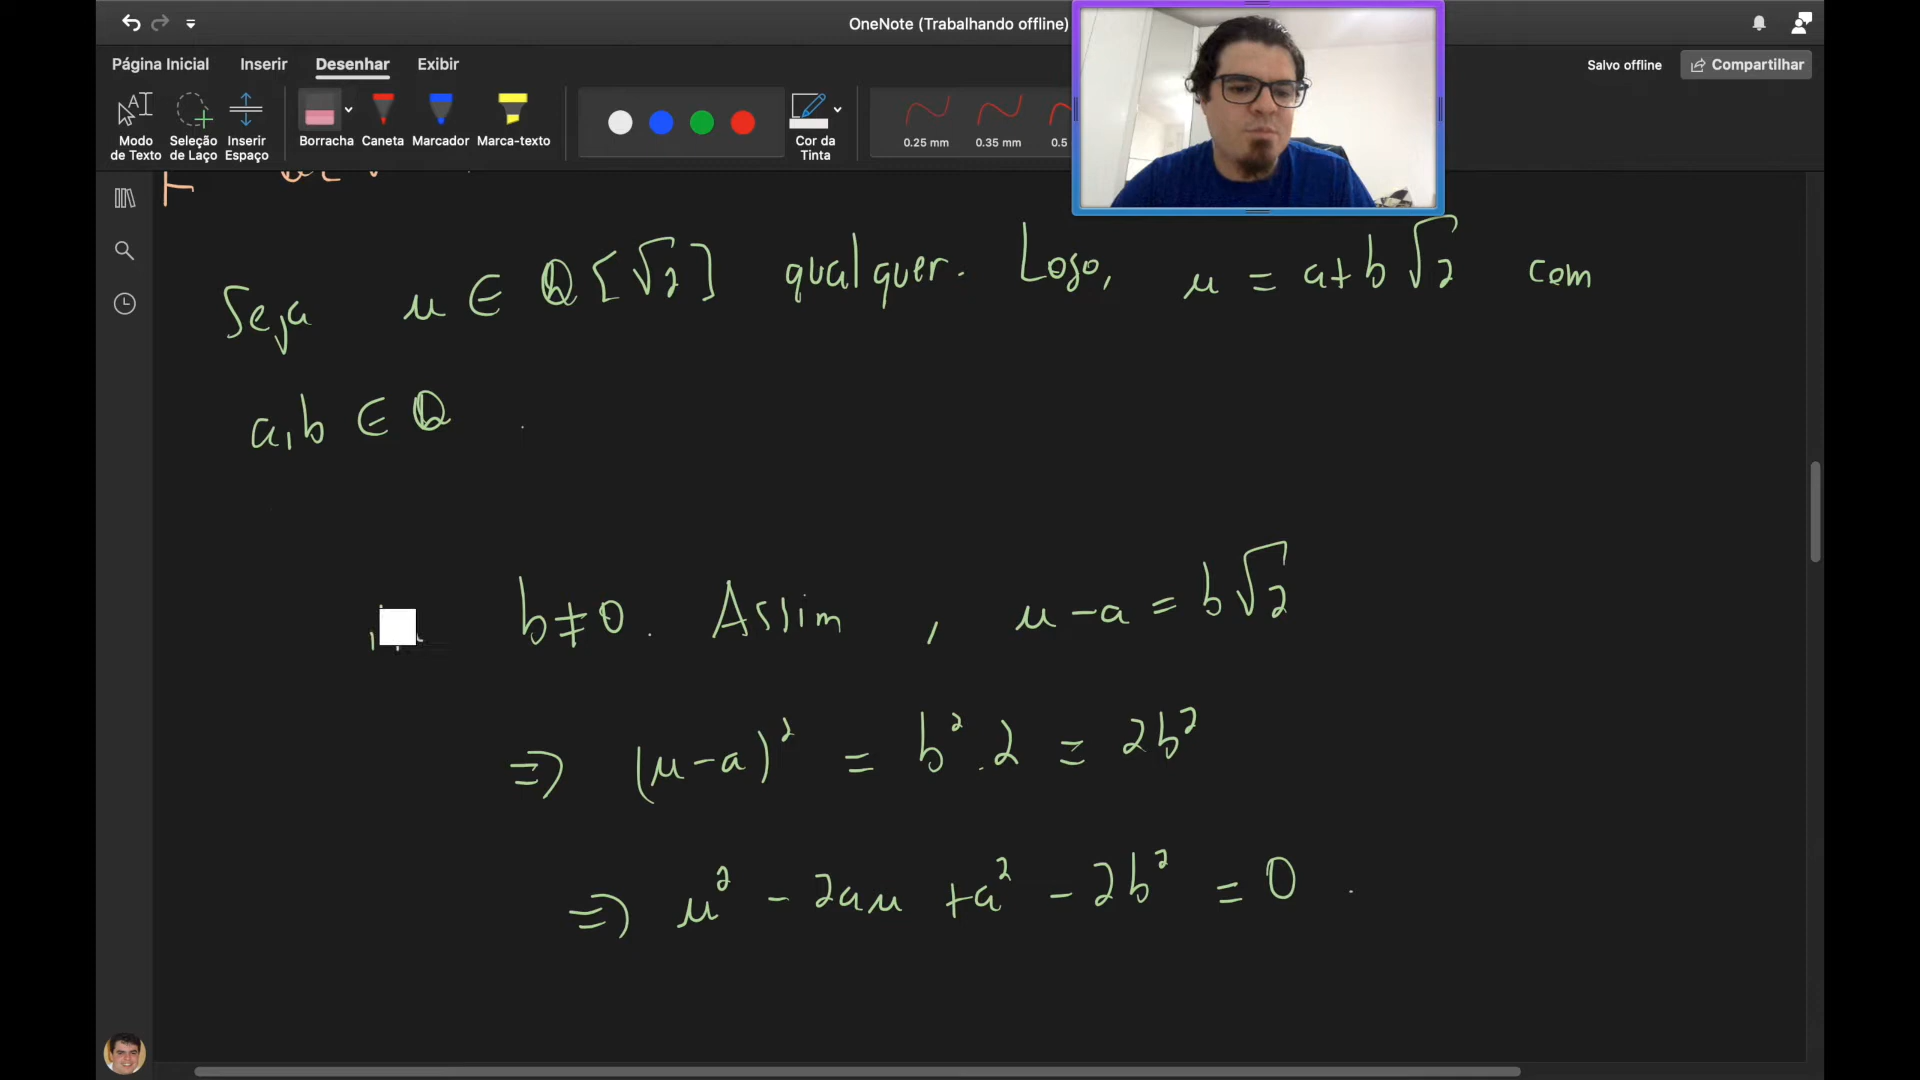 OneNote (Trabalhando offline)
Página Inicial Inserir Desenhar Exibir
Salvo offline Compartilhar
Modo de Texto
Seleção de Laço
Inserir Espaço
Borracha Caneta Marcador Marca-texto
Cor da Tinta
0.25 mm 0.35 mm 0.5
Seja u ∈ ℚ[√2] qualquer. Logo, u = a + b√2 com
a, b ∈ ℚ
b ≠ 0. Assim, u - a = b√2
⇒ (u - a)² = b².2 = 2b²
⇒ u² - 2au + a² - 2b² = 0.